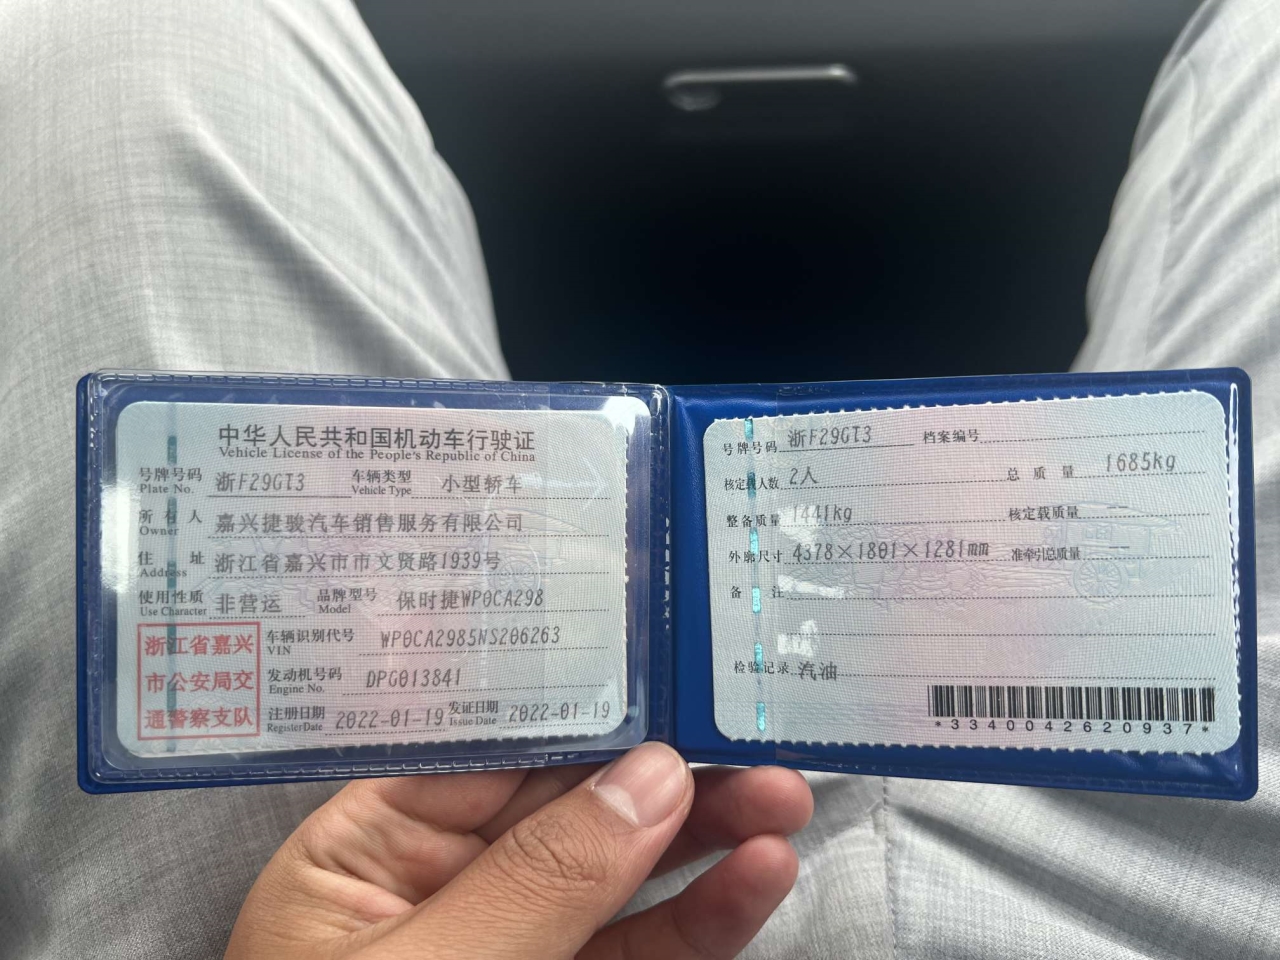 中华人民共和国机动车行驶证
Vehicle License of the People's Republic of China
号牌号码 浙F29GT3 车辆类型 小型轿车
Plate No. Vehicle Type
所有人 嘉兴捷骏汽车销售服务有限公司
Owner
住址 浙江省嘉兴市市文贤路1939号
Address
使用性质 非营运 品牌型号 保时捷WP0CA298
Use Character Model
浙江省嘉兴
市公安局交
通警察支队
车辆识别代号 WP0CA2985NS206263
VIN
发动机号码 DPG013841
Engine No.
注册日期 2022-01-19 发证日期 2022-01-19
Register Date Issue Date
号牌号码 浙F29GT3 档案编号
核定载人数 2人 总质量 1685kg
整备质量 1441kg 核定载质量 —
外廓尺寸 4378×1801×1281mm 准牵引总质量 —
备注
检验记录 汽油
*3340042620937*